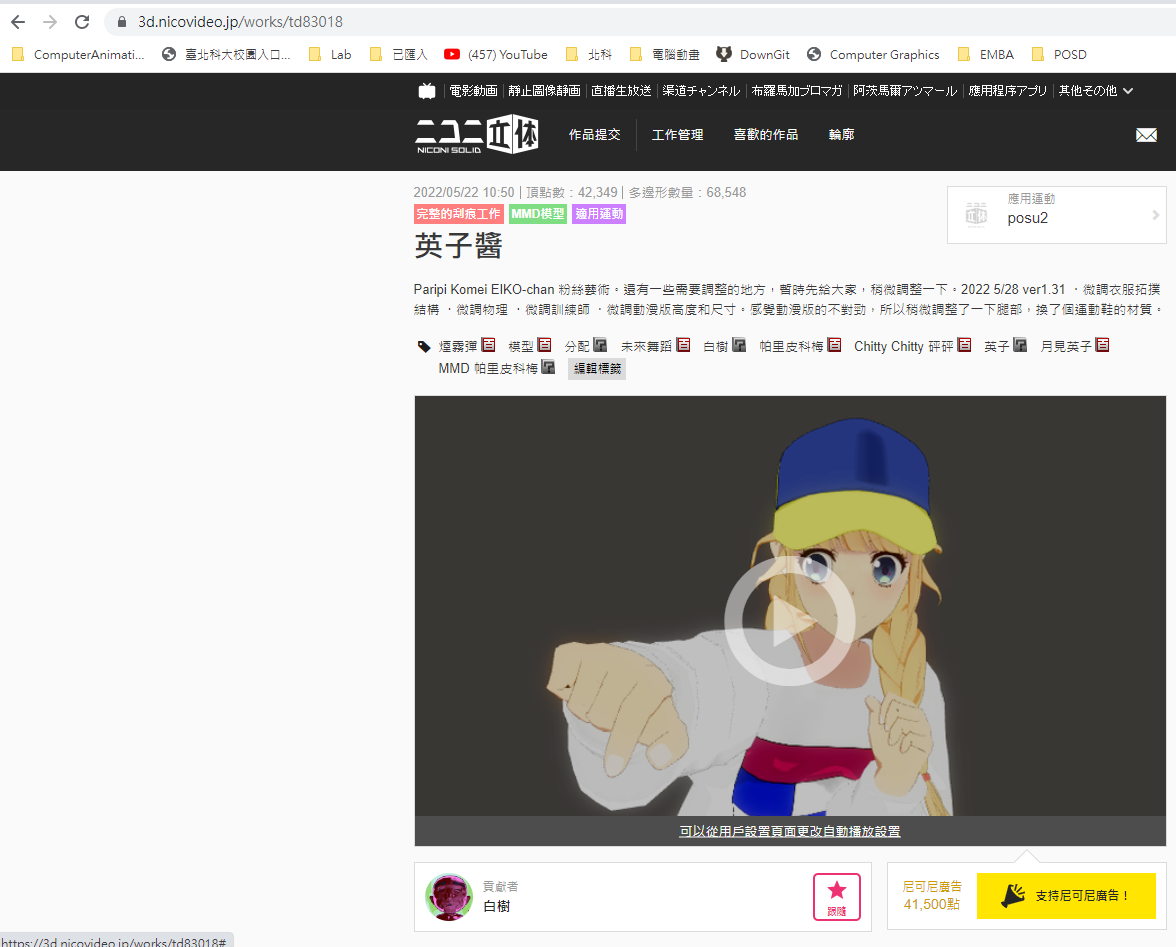 3d.nicovideo.jp/works/td83018
ComputerAnimati... 臺北科大校園入口... Lab 已匯入 (457) YouTube 北科 電腦動畫 DownGit Computer Graphics EMBA POSD
電影動画 静止圖像静画 直播生放送 渠道チャンネル 布羅馬加ブロマガ 阿茨馬爾アツマール 應用程序アプリ 其他その他
ニコニ立体 NICONI SOLID 作品提交 工作管理 喜歡的作品 輪廓
2022/05/22 10:50 | 頂點數：42,349 | 多邊形數量：68,548
完整的刮痕工作 MMD模型 適用運動
英子醬
應用運動
posu2
Paripi Komei EIKO-chan 粉絲藝術。還有一些需要調整的地方，暫時先給大家，稍微調整一下。2022 5/28 ver1.31 ・微調衣服拓撲
結構 ・微調物理 ・微調訓練師 ・微調動漫版高度和尺寸。感覺動漫版的不對勁，所以稍微調整了一下腿部，換了個運動鞋的材質。
煙霧彈 模型 分配 未來舞蹈 白樹 帕里皮科梅 Chitty Chitty 砰砰 英子 月見英子
MMD 帕里皮科梅 編輯標籤
可以從用戶設置頁面更改自動播放設置
貢獻者
白樹
跟隨
尼可尼廣告
41,500點
支持尼可尼廣告！
https://3d.nicovideo.jp/works/td83018#